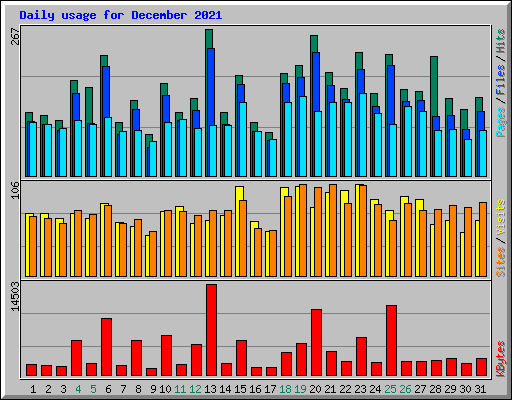 Daily usage for December 2021
267
Pages / Files / Hits
106
Sites / Visits
14503
KBytes
1 2 3 4 5 6 7 8 9 10 11 12 13 14 15 16 17 18 19 20 21 22 23 24 25 26 27 28 29 30 31